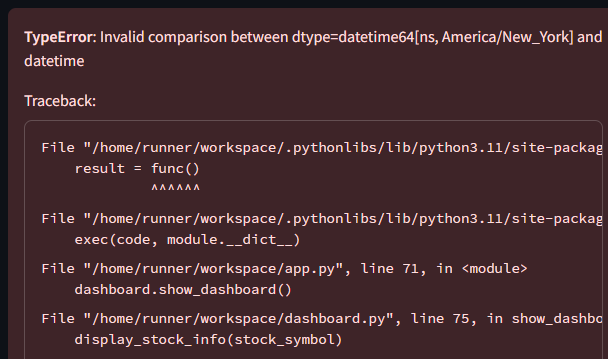 TypeError: Invalid comparison between dtype=datetime64[ns, America/New_York] and
datetime
Traceback:
File "/home/runner/workspace/.pythonlibs/lib/python3.11/site-packag
result = func()
^^^^^^
File "/home/runner/workspace/.pythonlibs/lib/python3.11/site-packag
exec(code, module.__dict__)
File "/home/runner/workspace/app.py", line 71, in <module>
dashboard.show_dashboard()
File "/home/runner/workspace/dashboard.py", line 75, in show_dashbo
display_stock_info(stock_symbol)